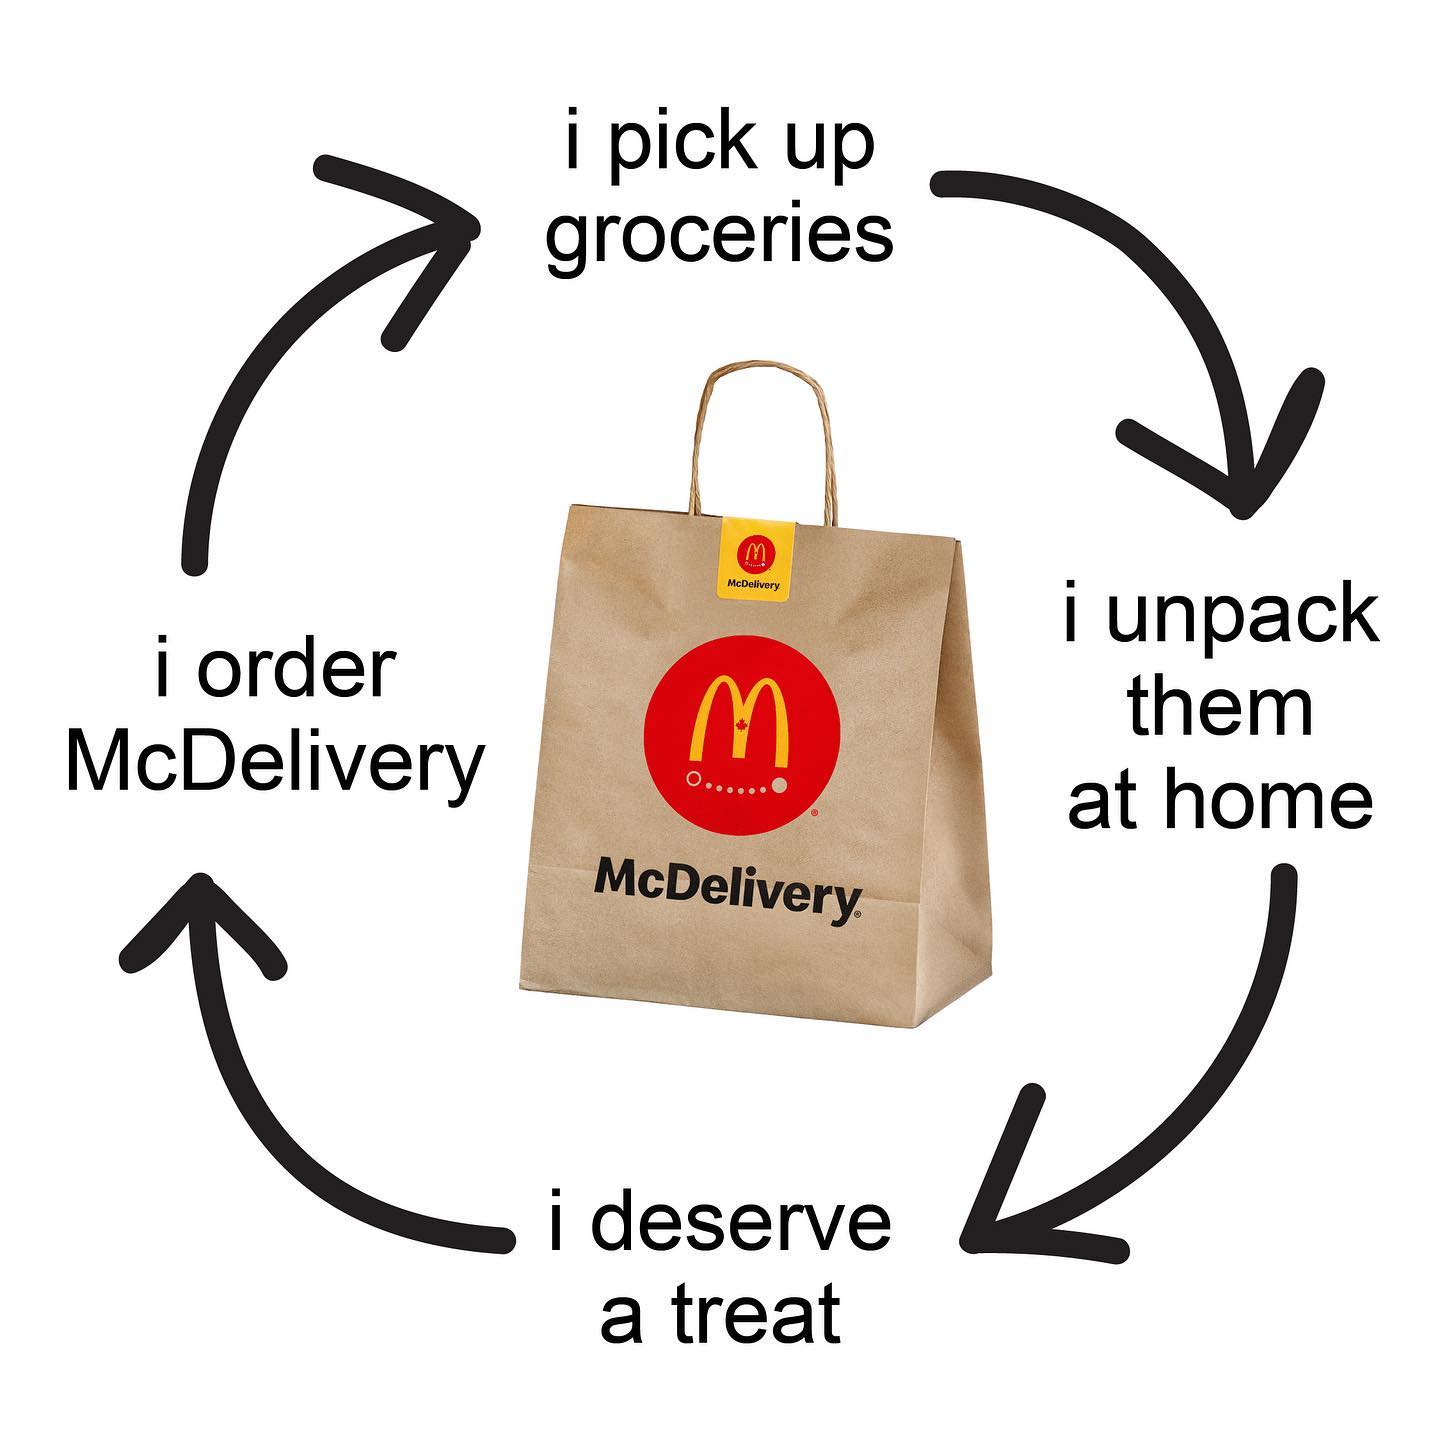 i pick up
groceries
i unpack
them
at home
i deserve
a treat
i order
McDelivery
McDelivery
McDelivery®